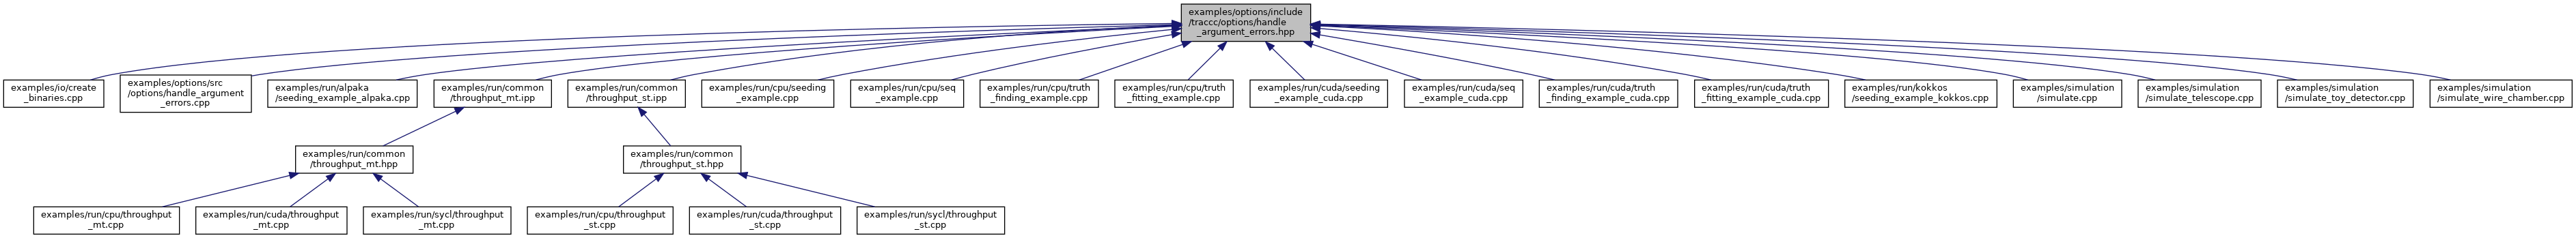 examples/options/include
/traccc/options/handle
_argument_errors.hpp
examples/io/create
_binaries.cpp
examples/options/src
/options/handle_argument
_errors.cpp
examples/run/alpaka
/seeding_example_alpaka.cpp
examples/run/common
/throughput_mt.ipp
examples/run/common
/throughput_st.ipp
examples/run/cpu/seeding
_example.cpp
examples/run/cpu/seq
_example.cpp
examples/run/cpu/truth
_finding_example.cpp
examples/run/cpu/truth
_fitting_example.cpp
examples/run/cuda/seeding
_example_cuda.cpp
examples/run/cuda/seq
_example_cuda.cpp
examples/run/cuda/truth
_finding_example_cuda.cpp
examples/run/cuda/truth
_fitting_example_cuda.cpp
examples/run/kokkos
/seeding_example_kokkos.cpp
examples/simulation
/simulate.cpp
examples/simulation
/simulate_telescope.cpp
examples/simulation
/simulate_toy_detector.cpp
examples/simulation
/simulate_wire_chamber.cpp
examples/run/common
/throughput_mt.hpp
examples/run/common
/throughput_st.hpp
examples/run/cpu/throughput
_mt.cpp
examples/run/cuda/throughput
_mt.cpp
examples/run/sycl/throughput
_mt.cpp
examples/run/cpu/throughput
_st.cpp
examples/run/cuda/throughput
_st.cpp
examples/run/sycl/throughput
_st.cpp